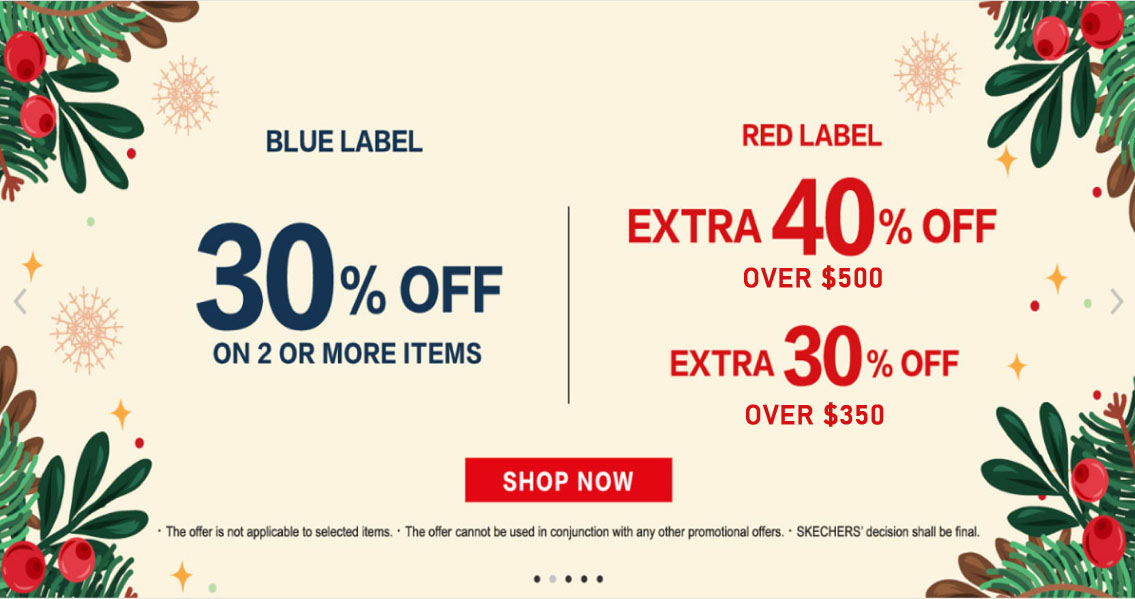 BLUE LABEL
30% OFF
ON 2 OR MORE ITEMS
RED LABEL
EXTRA 40% OFF
OVER $500
EXTRA 30% OFF
OVER $350
SHOP NOW
· The offer is not applicable to selected items. · The offer cannot be used in conjunction with any other promotional offers. · SKECHERS’ decision shall be final.